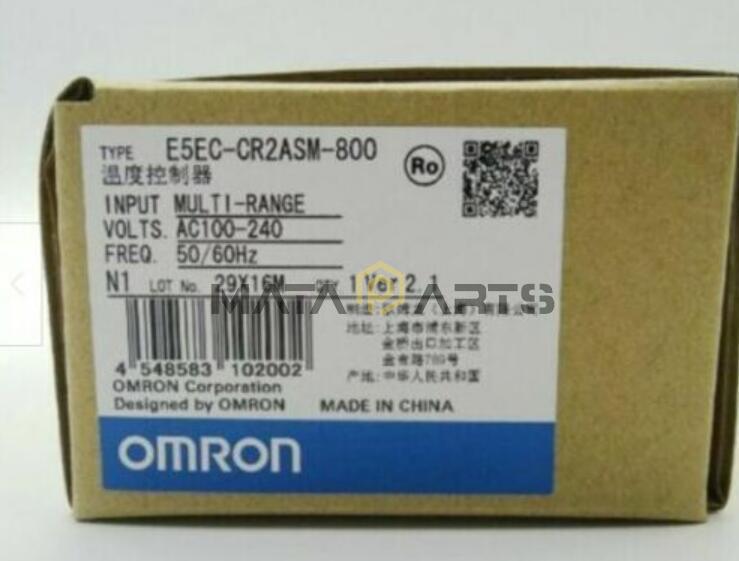 TYPE E5EC-CR2ASM-800
Ro
温度控制器
INPUT MULTI-RANGE
VOLTS. AC100-240
FREQ. 50/60Hz
N1 LOT No. 29X16M QTY 1 Ver 2.1
MATA PARTS
地址:上海市浦东新区
金桥出口加工区
金吉路789号
产地:中华人民共和国
4 548583 102002
OMRON Corporation
Designed by OMRON MADE IN CHINA
OMRON